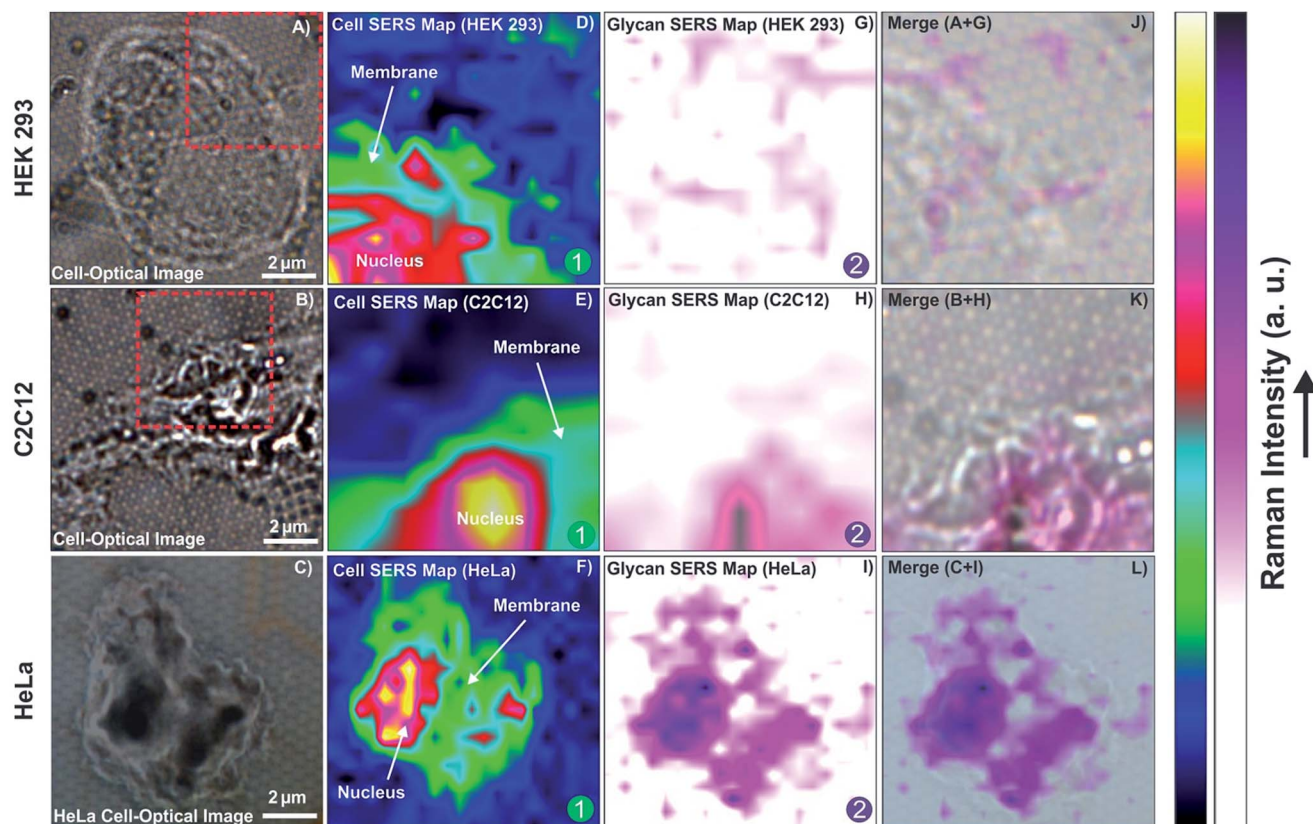 HEK 293
A)
Cell-Optical Image
2 µm
Cell SERS Map (HEK 293)
D)
Membrane
Nucleus
1
Glycan SERS Map (HEK 293)
G)
2
Merge (A+G)
J)
C2C12
B)
Cell-Optical Image
2 µm
Cell SERS Map (C2C12)
E)
Membrane
Nucleus
1
Glycan SERS Map (C2C12)
H)
2
Merge (B+H)
K)
HeLa
C)
HeLa Cell-Optical Image
2 µm
Cell SERS Map (HeLa)
F)
Membrane
Nucleus
1
Glycan SERS Map (HeLa)
I)
2
Merge (C+I)
L)
Raman Intensity (a. u.)